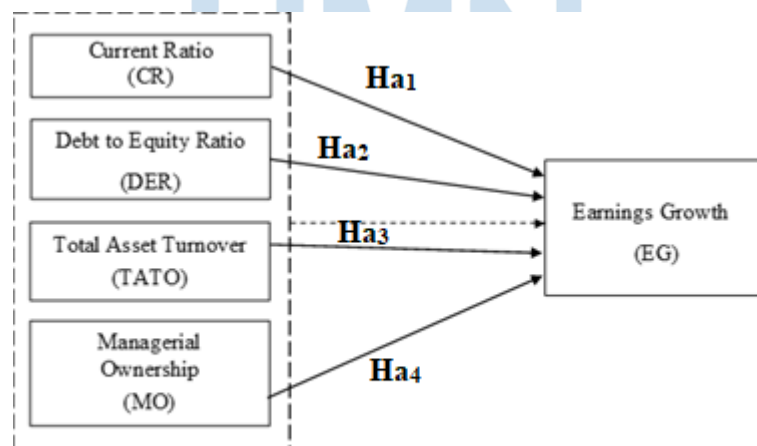 Current Ratio
(CR)
Ha1
Debt to Equity Ratio
(DER)
Ha2
Total Asset Turnover
(TATO)
Ha3
Managerial
Ownership
(MO)
Ha4
Earnings Growth
(EG)